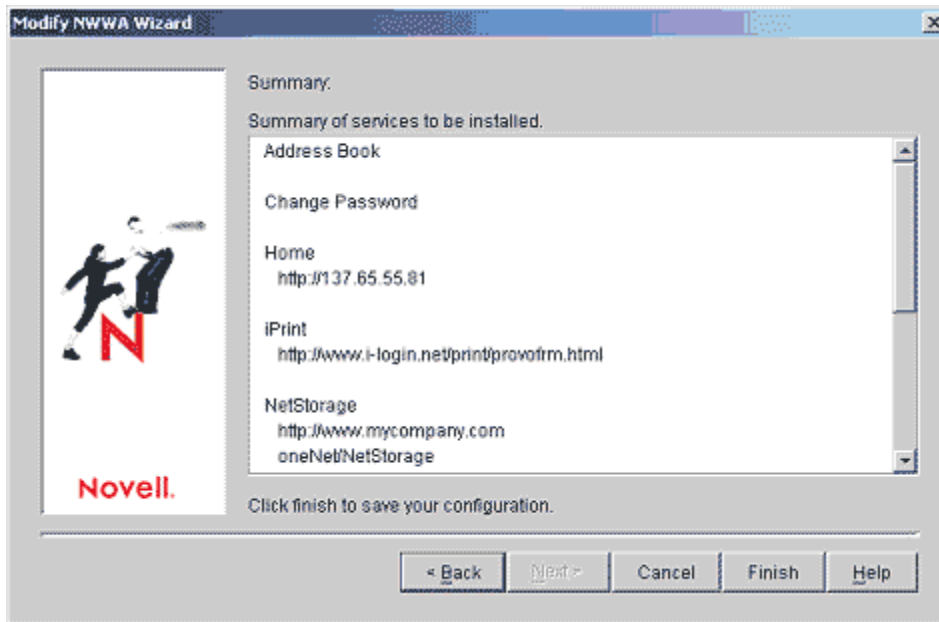 Modify NWWA Wizard
Summary:
Summary of services to be installed.
Address Book
Change Password
Home
http://137.65.55.81
iPrint
http://www.i-login.net/print/provofrm.html
NetStorage
http://www.mycompany.com
oneNet/NetStorage
N
Novell.
Click finish to save your configuration.
< Back
Next >
Cancel
Finish
Help